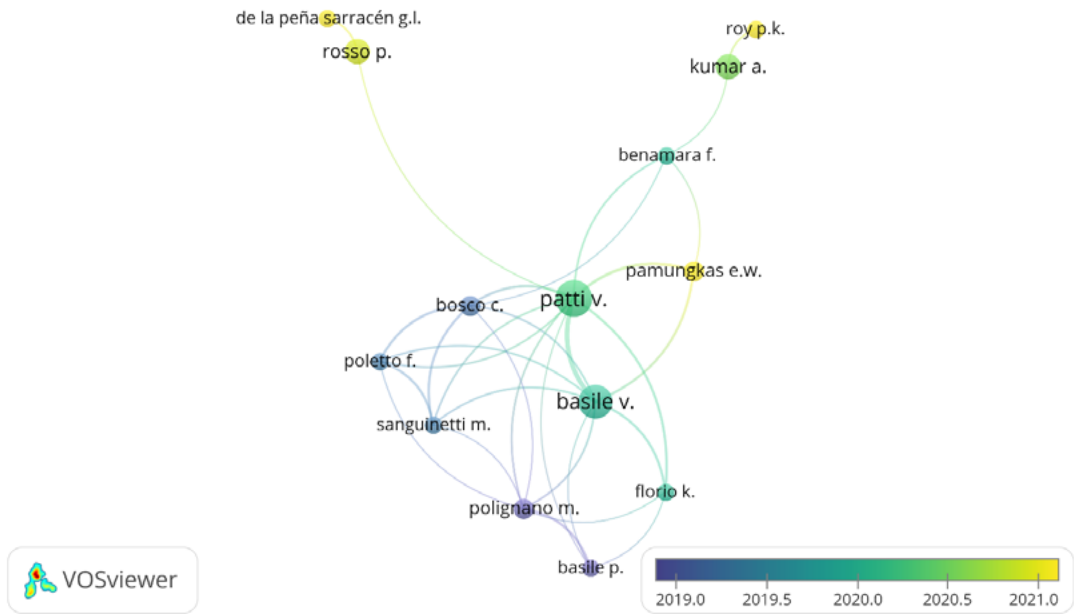 de la peña sarracén g.l.
roy p.k.
rosso p.
kumar a.
benamara f.
pamungkas e.w.
patti v.
bosco c.
poletto f.
basile v.
sanguinetti m.
florio k.
polignano m.
basile p.
VOSviewer
2019.0 2019.5 2020.0 2020.5 2021.0